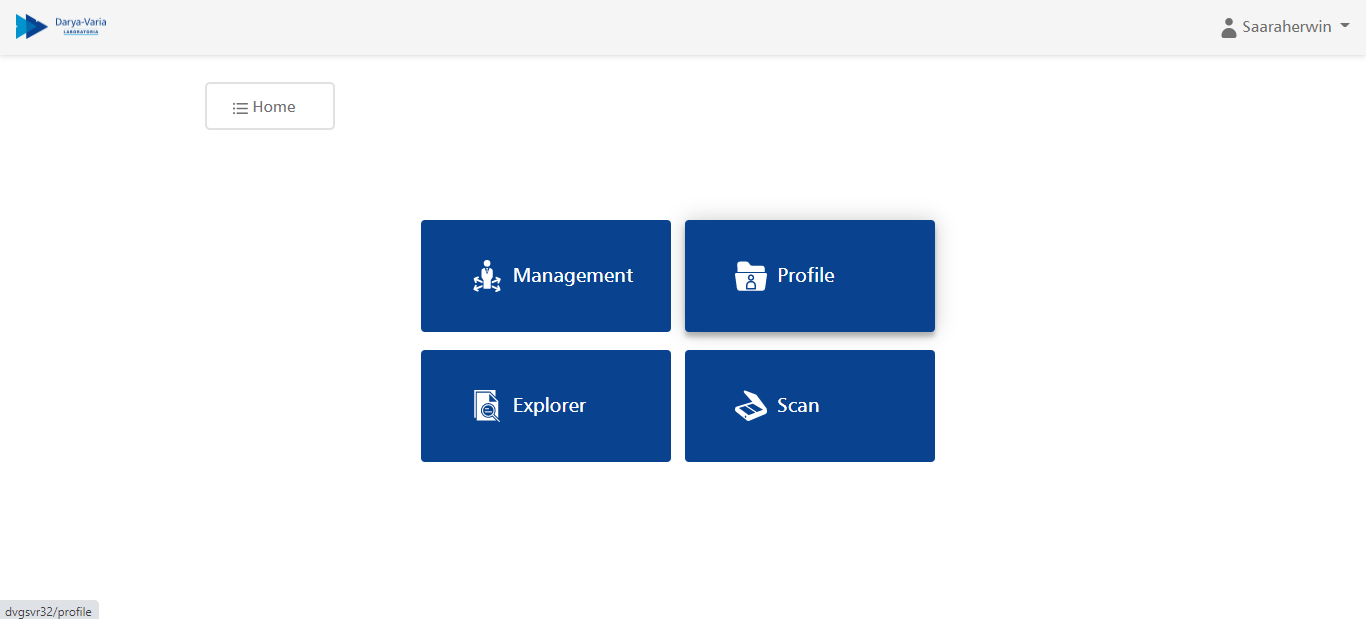 Darya-Varia
LABORATORIA
Saaraherwin
Home
Management
Profile
Explorer
Scan
dvgsvr32/profile